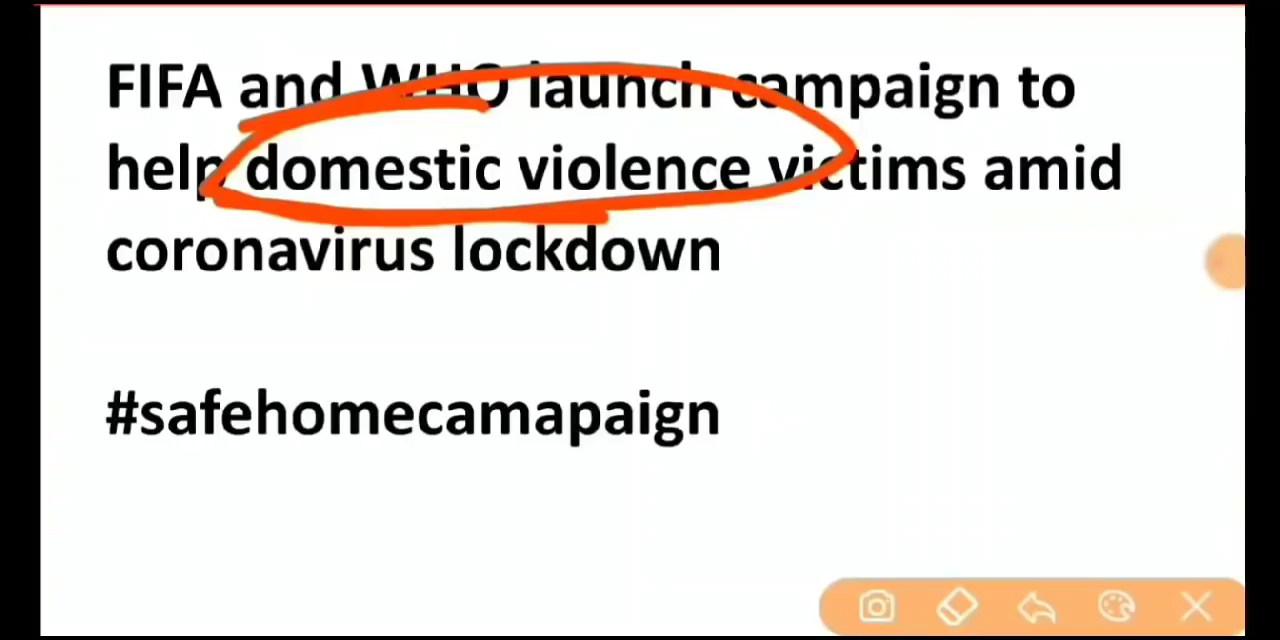 FIFA and WHO launch campaign to
help domestic violence victims amid
coronavirus lockdown
#safehomecamapaign